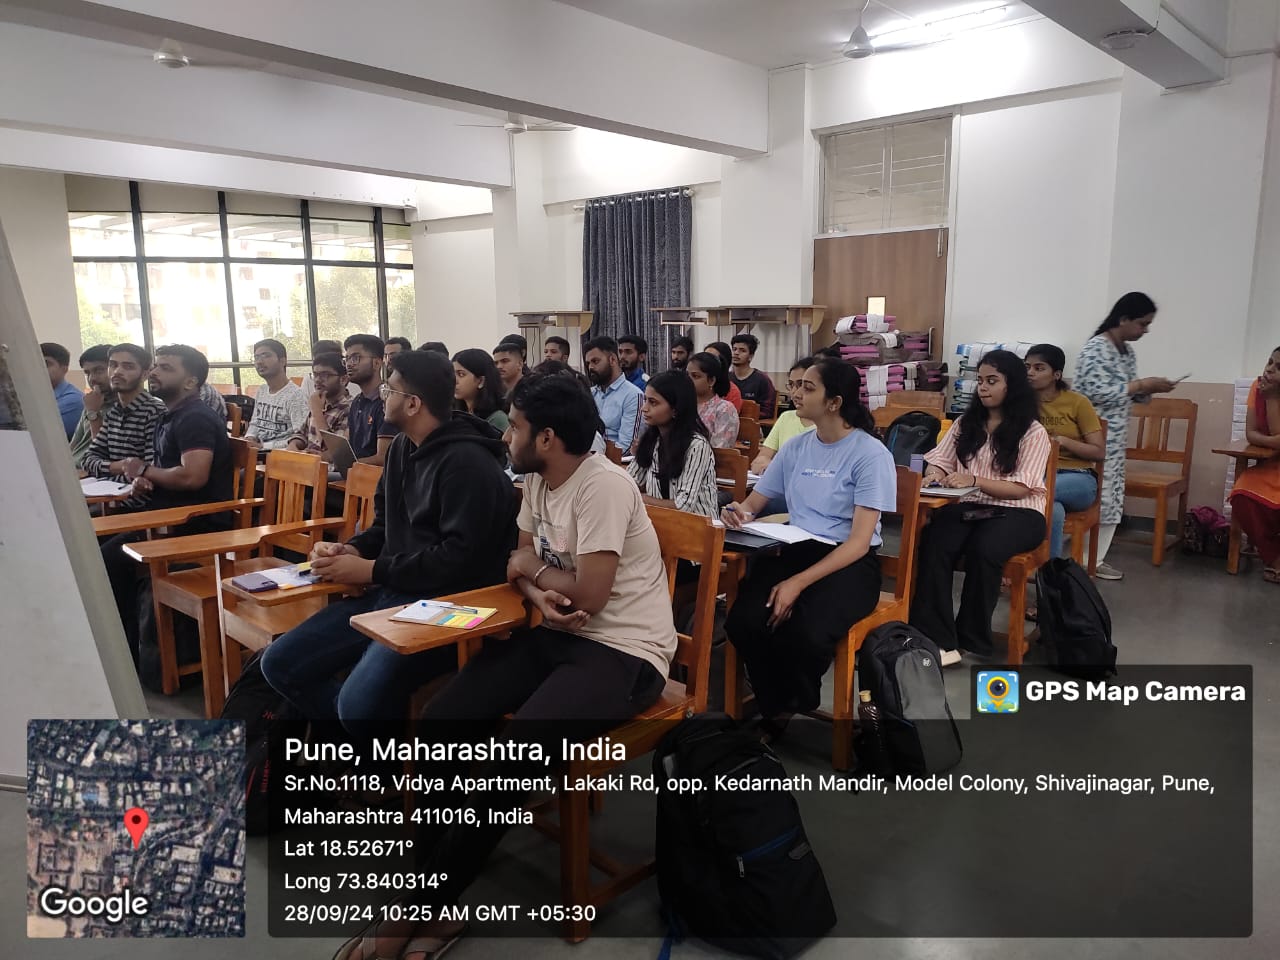 STATE
GPS Map Camera
Pune, Maharashtra, India
Sr.No.1118, Vidya Apartment, Lakaki Rd, opp. Kedarnath Mandir, Model Colony, Shivajinagar, Pune,
Maharashtra 411016, India
Lat 18.52671°
Long 73.840314°
28/09/24 10:25 AM GMT +05:30
Google